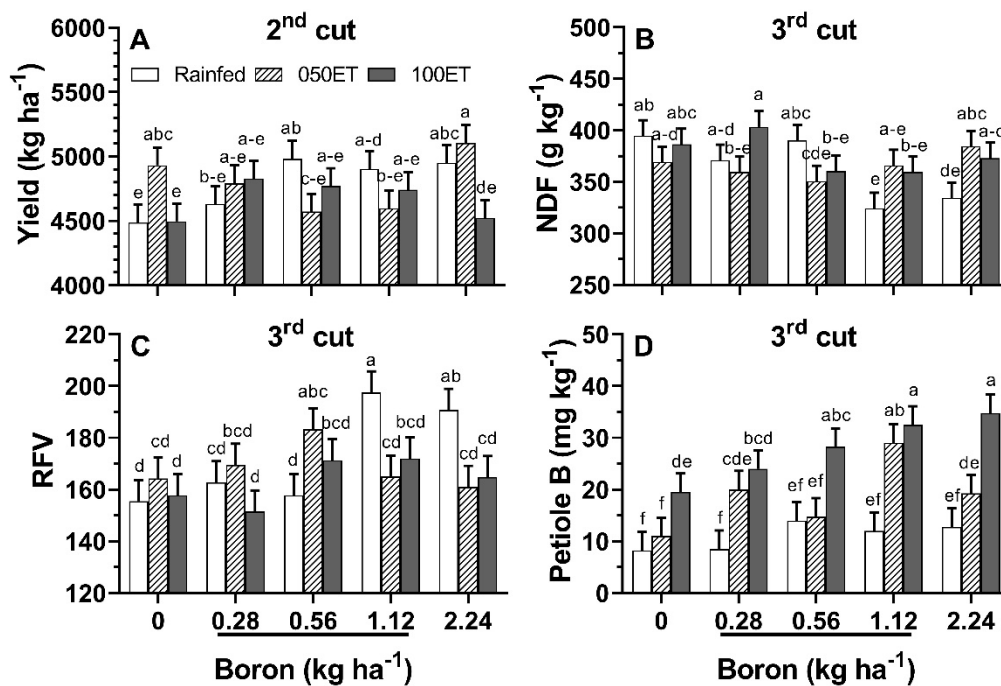 A
2nd cut
Rainfed 050ET 100ET
Yield (kg ha-1)
6000
5500
5000
4500
4000
e abc e b-e a-e a-e ab c-e a-e a-d b-e a-e abc a de
B
3rd cut
NDF (g kg-1)
450
400
350
300
250
ab a-d abc a-d b-e a abc cde b-e e a-e b-e de a-c a-d
C
3rd cut
RFV
220
200
180
160
140
120
d cd d cd bcd d d abc bcd a cd bcd ab cd cd
0 0.28 0.56 1.12 2.24
Boron (kg ha-1)
D
3rd cut
Petiole B (mg kg-1)
50
40
30
20
10
0
f f de f cde bcd ef ef abc ef ab a ef de a
0 0.28 0.56 1.12 2.24
Boron (kg ha-1)